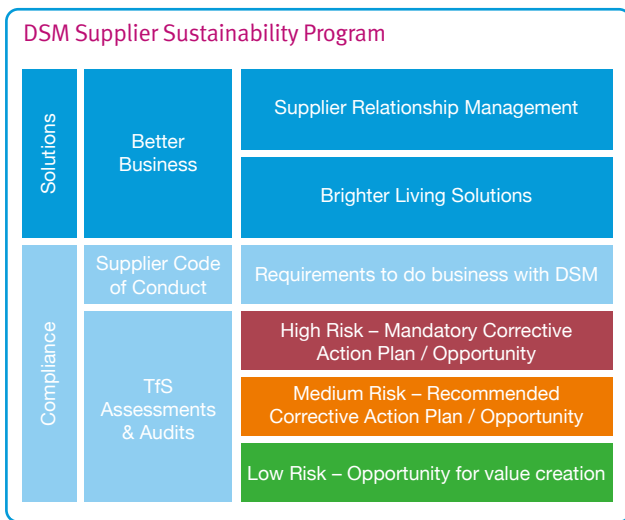 DSM Supplier Sustainability Program
Solutions
Better
Business
Supplier Relationship Management
Brighter Living Solutions
Compliance
Supplier Code
of Conduct
Requirements to do business with DSM
TfS
Assessments
& Audits
High Risk – Mandatory Corrective
Action Plan / Opportunity
Medium Risk – Recommended
Corrective Action Plan / Opportunity
Low Risk – Opportunity for value creation